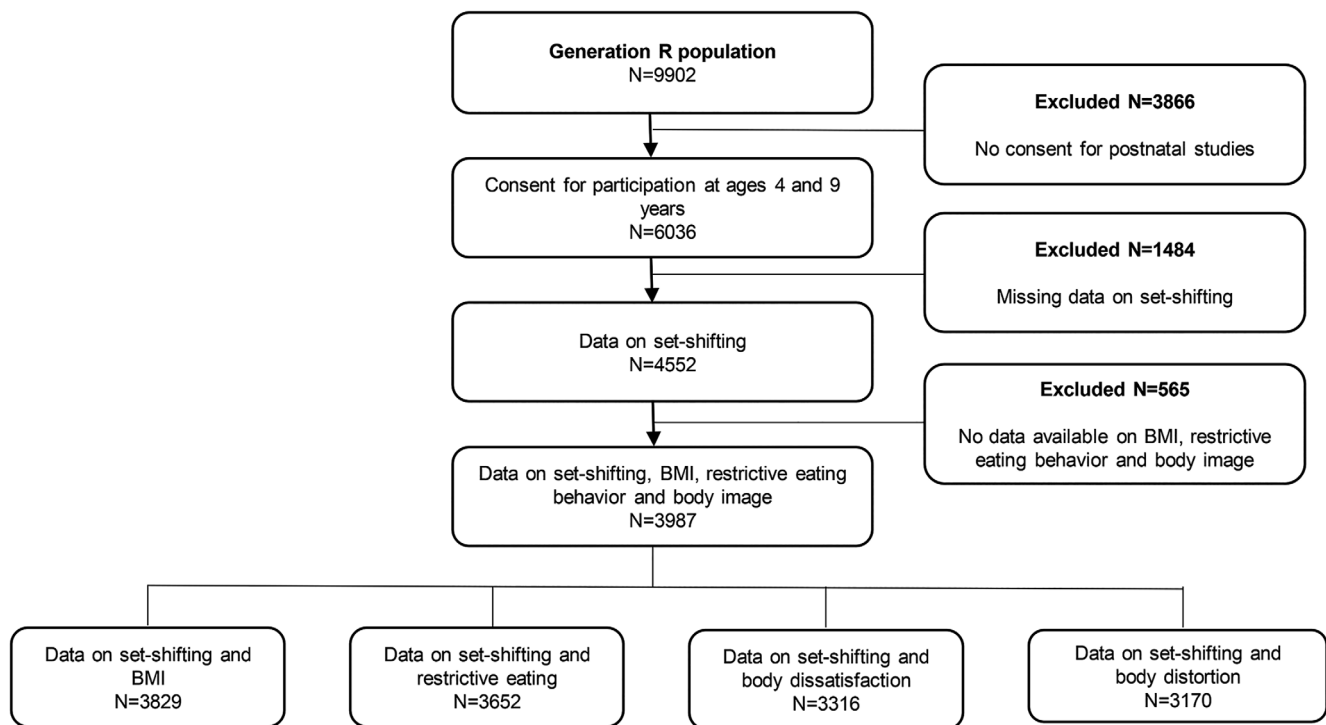 Generation R population
N=9902
Excluded N=3866
No consent for postnatal studies
Consent for participation at ages 4 and 9
years
N=6036
Excluded N=1484
Missing data on set-shifting
Data on set-shifting
N=4552
Excluded N=565
No data available on BMI, restrictive
eating behavior and body image
Data on set-shifting, BMI, restrictive eating
behavior and body image
N=3987
Data on set-shifting and
BMI
N=3829
Data on set-shifting and
restrictive eating
N=3652
Data on set-shifting and
body dissatisfaction
N=3316
Data on set-shifting and
body distortion
N=3170